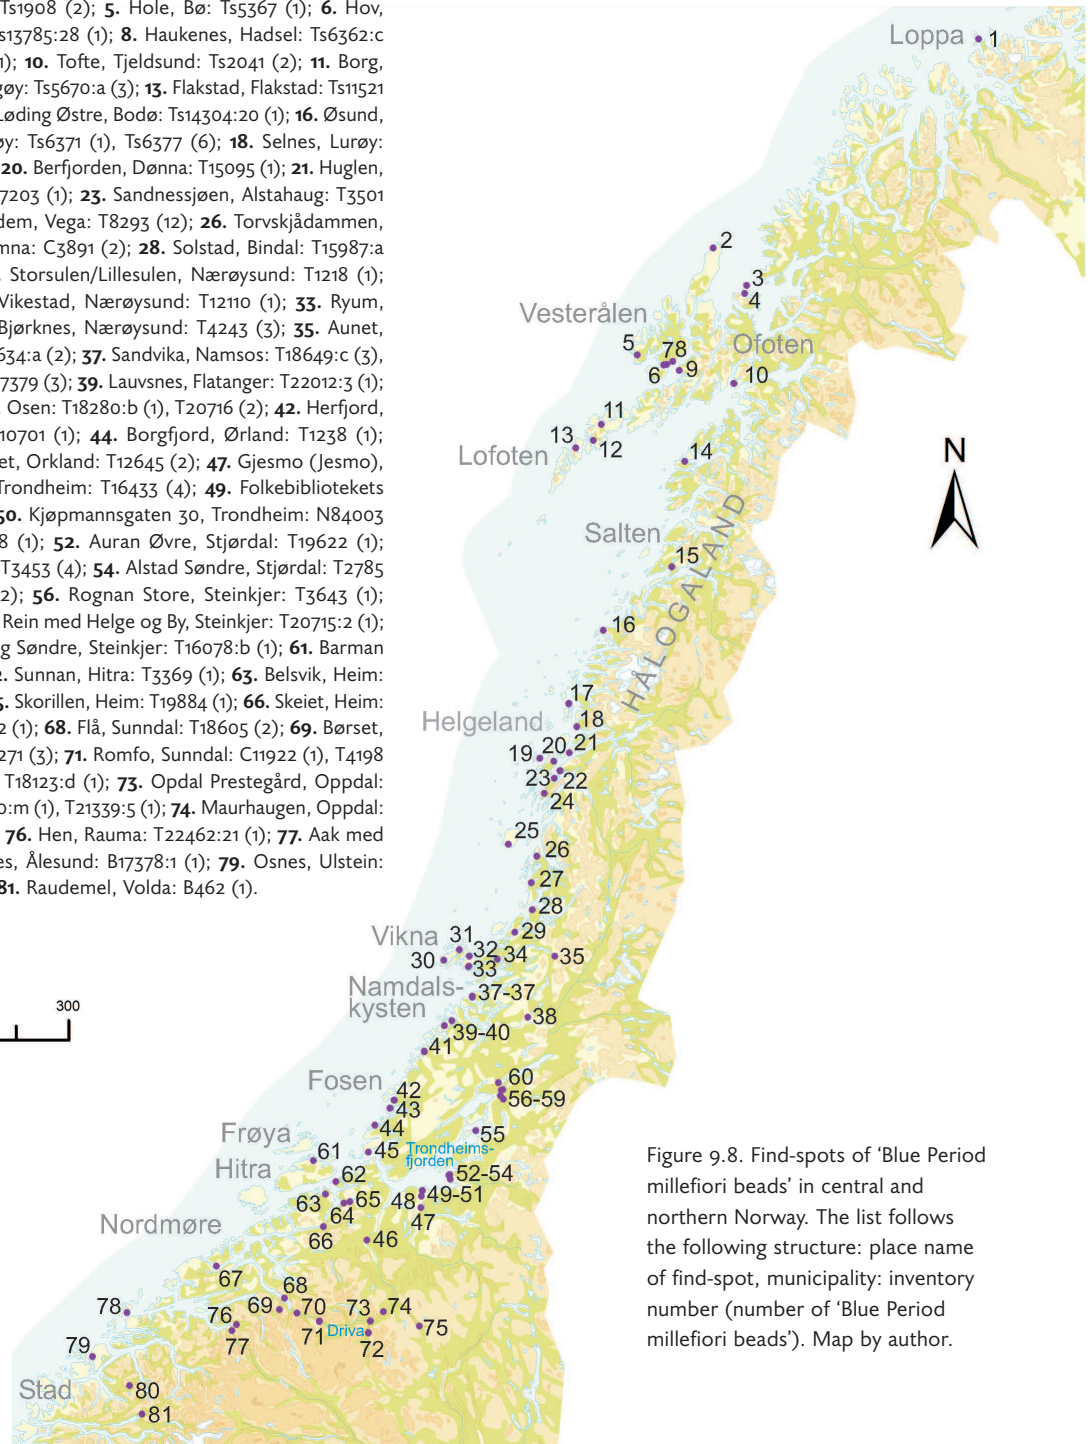 Ts1908 (2); 5. Hole, Bø: Ts5367 (1); 6. Hov,
s13785:28 (1); 8. Haukenes, Hadsel: Ts6362:c
1); 10. Tofte, Tjeldsund: Ts2041 (2); 11. Borg,
gøy: Ts5670:a (3); 13. Flakstad, Flakstad: Ts11521
Løding Østre, Bodø: Ts14304:20 (1); 16. Øsund,
øy: Ts6371 (1), Ts6377 (6); 18. Selnes, Lurøy:
20. Berfjorden, Dønna: T15095 (1); 21. Huglen,
7203 (1); 23. Sandnessjøen, Alstahaug: T3501
dem, Vega: T8293 (12); 26. Torvskjådammen,
mna: C3891 (2); 28. Solstad, Bindal: T15987:a
. Storsulen/Lillesulen, Nærøysund: T1218 (1);
Vikestad, Nærøysund: T12110 (1); 33. Ryum,
Bjørknes, Nærøysund: T4243 (3); 35. Aunet,
634:a (2); 37. Sandvika, Namsos: T18649:c (3),
7379 (3); 39. Lauvsnes, Flatanger: T22012:3 (1);
, Osen: T18280:b (1), T20716 (2); 42. Herfjord,
10701 (1); 44. Borgfjord, Ørland: T1238 (1);
et, Orkland: T12645 (2); 47. Gjesmo (Jesmo),
Trondheim: T16433 (4); 49. Folkebibliotekets
50. Kjøpmannsgaten 30, Trondheim: N84003
8 (1); 52. Auran Øvre, Stjørdal: T19622 (1);
T3453 (4); 54. Alstad Søndre, Stjørdal: T2785
2); 56. Rognan Store, Steinkjer: T3643 (1);
Rein med Helge og By, Steinkjer: T20715:2 (1);
g Søndre, Steinkjer: T16078:b (1); 61. Barman
2. Sunnan, Hitra: T3369 (1); 63. Belsvik, Heim:
5. Skorillen, Heim: T19884 (1); 66. Skeiet, Heim:
2 (1); 68. Flå, Sunndal: T18605 (2); 69. Børset,
271 (3); 71. Romfo, Sunndal: C11922 (1), T4198
T18123:d (1); 73. Opdal Prestegård, Oppdal:
0:m (1), T21339:5 (1); 74. Maurhaugen, Oppdal:
76. Hen, Rauma: T22462:21 (1); 77. Aak med
es, Ålesund: B17378:1 (1); 79. Osnes, Ulstein:
81. Raudemel, Volda: B462 (1).
300
Loppa
1
2
3
4
Vesterålen
5
78
6
9
Ofoten
10
11
13
12
Lofoten
14
N
Salten
HÅLOGALAND
15
16
17
Helgeland
18
19
20
21
22
23
24
25
26
27
28
Vikna
31
29
30
32
34
35
33
Namdals-
kysten
37-37
38
39-40
41
Fosen
60
42
56-59
43
Frøya
44
55
Hitra
61
45
Trondheims-
fjorden
52-54
62
63
65
64
48
49-51
47
Nordmøre
66
46
67
68
78
76
69
70
73
74
77
71
Driva
72
75
79
Stad
80
81
Figure 9.8. Find-spots of ‘Blue Period
millefiori beads’ in central and
northern Norway. The list follows
the following structure: place name
of find-spot, municipality: inventory
number (number of ‘Blue Period
millefiori beads’). Map by author.